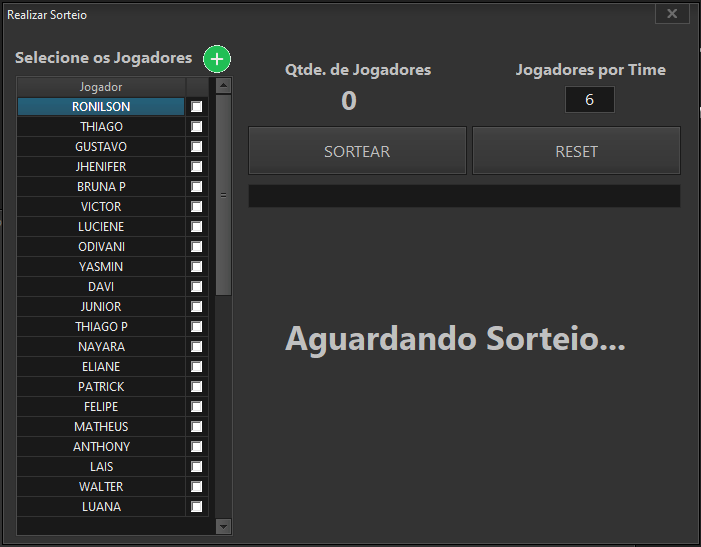 Realizar Sorteio
Selecione os Jogadores
Jogador
RONILSON
THIAGO
GUSTAVO
JHENIFER
BRUNA P
VICTOR
LUCIENE
ODIVANI
YASMIN
DAVI
JUNIOR
THIAGO P
NAYARA
ELIANE
PATRICK
FELIPE
MATHEUS
ANTHONY
LAIS
WALTER
LUANA
Qtde. de Jogadores
0
Jogadores por Time
6
SORTEAR
RESET
Aguardando Sorteio...